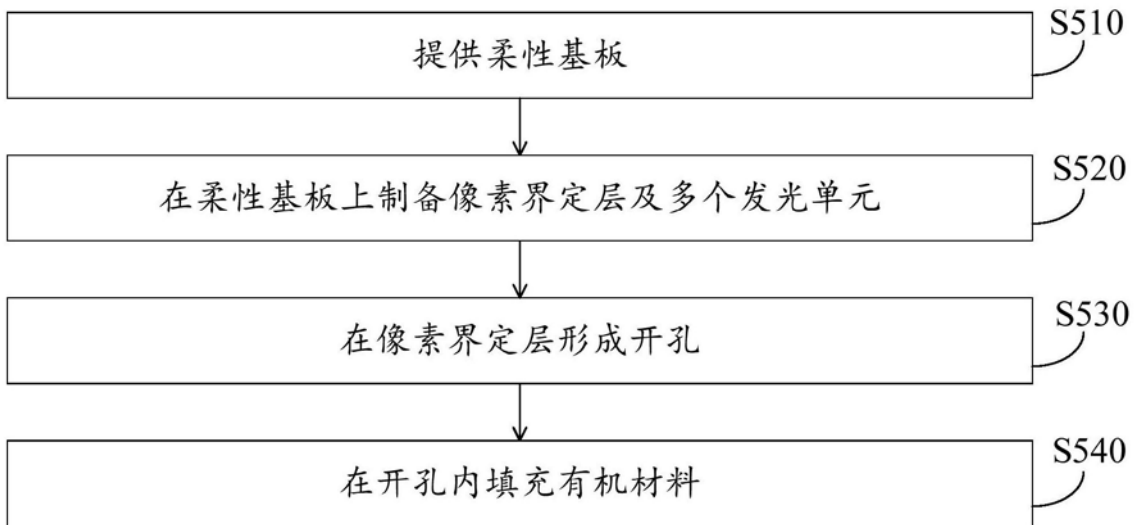 S510
提供柔性基板
S520
在柔性基板上制备像素界定层及多个发光单元
S530
在像素界定层形成开孔
S540
在开孔内填充有机材料